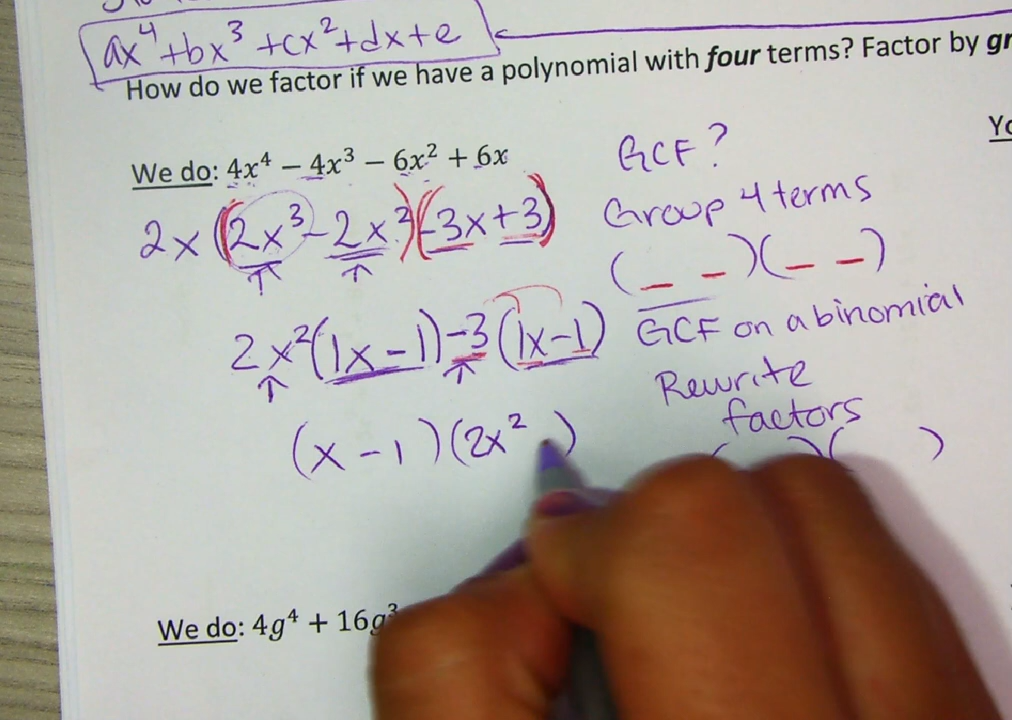 ax⁴+bx³+cx²+dx+e
How do we factor if we have a polynomial with four terms? Factor by gr
Yo
We do: 4x⁴ − 4x³ − 6x² + 6x
GCF?
2x(2x³-2x²)(-3x+3)
Group 4 terms
(_ _)(_ _)
2x²(1x-1)-3(1x-1)
GCF on a binomial
Rewrite
factors
(x-1)(2x² )
( )( )
We do: 4g⁴ + 16g³